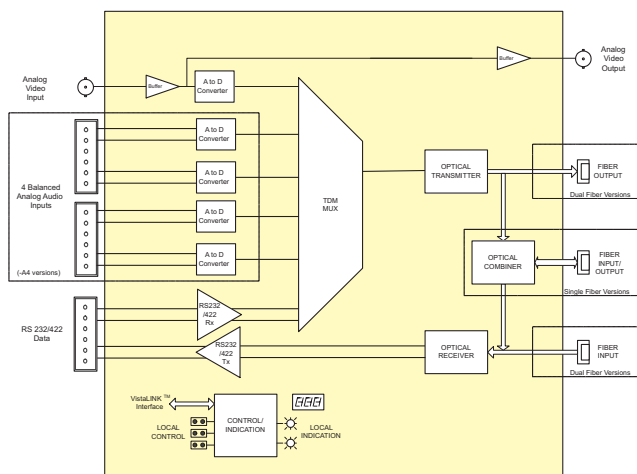 Analog
Video
Input
Buffer
A to D
Converter
Buffer
Analog
Video
Output
4 Balanced
Analog Audio
Inputs
(-A4 versions)
A to D
Converter
A to D
Converter
A to D
Converter
A to D
Converter
TDM
MUX
OPTICAL
TRANSMITTER
FIBER
OUTPUT
Dual Fiber Versions
OPTICAL
COMBINER
FIBER
INPUT/
OUTPUT
Single Fiber Versions
RS 232/422
Data
RS232
/422
Rx
RS232
/422
Tx
OPTICAL
RECEIVER
FIBER
INPUT
Dual Fiber Versions
VistaLINK TM
Interface
LOCAL
CONTROL
CONTROL/
INDICATION
LOCAL
INDICATION